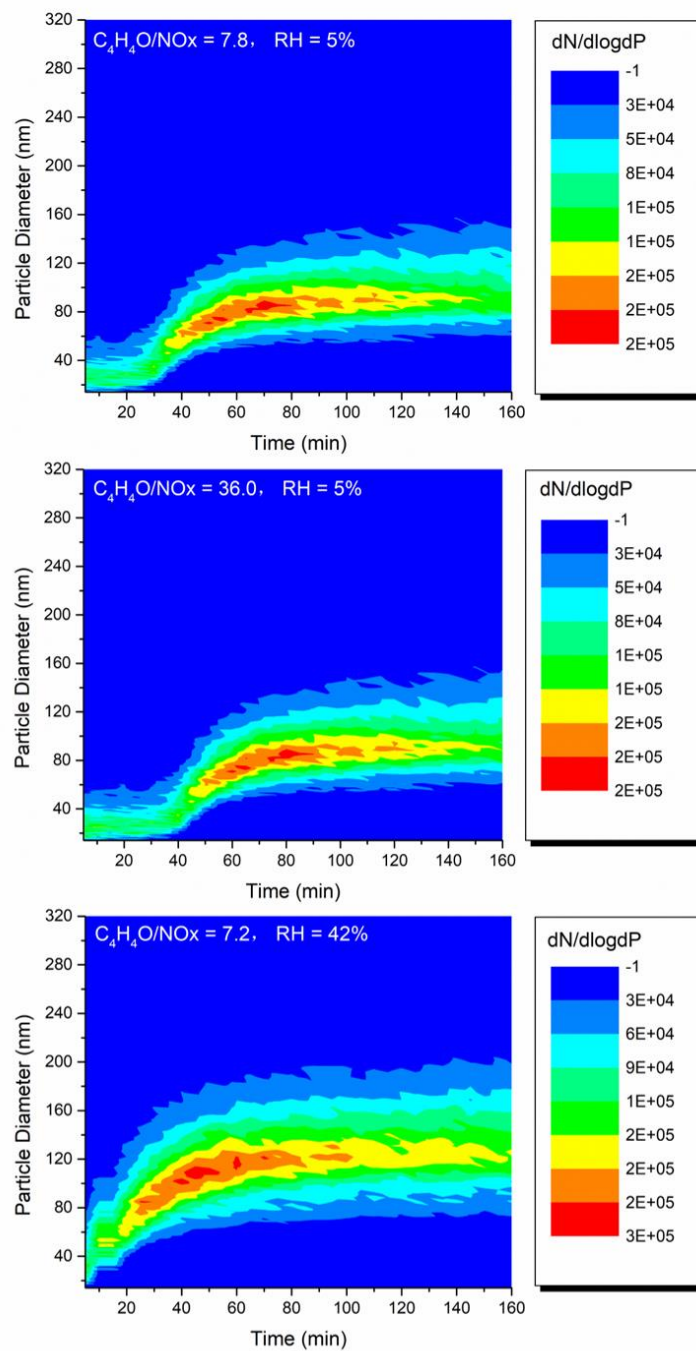 C₄H₄O/NOx = 7.8， RH = 5%
Particle Diameter (nm)
320
280
240
200
160
120
80
40
20 40 60 80 100 120 140 160
Time (min)
dN/dlogdP
-1
3E+04
5E+04
8E+04
1E+05
1E+05
2E+05
2E+05
2E+05
C₄H₄O/NOx = 36.0， RH = 5%
Particle Diameter (nm)
320
280
240
200
160
120
80
40
20 40 60 80 100 120 140 160
Time (min)
dN/dlogdP
-1
3E+04
5E+04
8E+04
1E+05
1E+05
2E+05
2E+05
2E+05
C₄H₄O/NOx = 7.2， RH = 42%
Particle Diameter (nm)
320
280
240
200
160
120
80
40
20 40 60 80 100 120 140 160
Time (min)
dN/dlogdP
-1
3E+04
6E+04
9E+04
1E+05
2E+05
2E+05
2E+05
3E+05